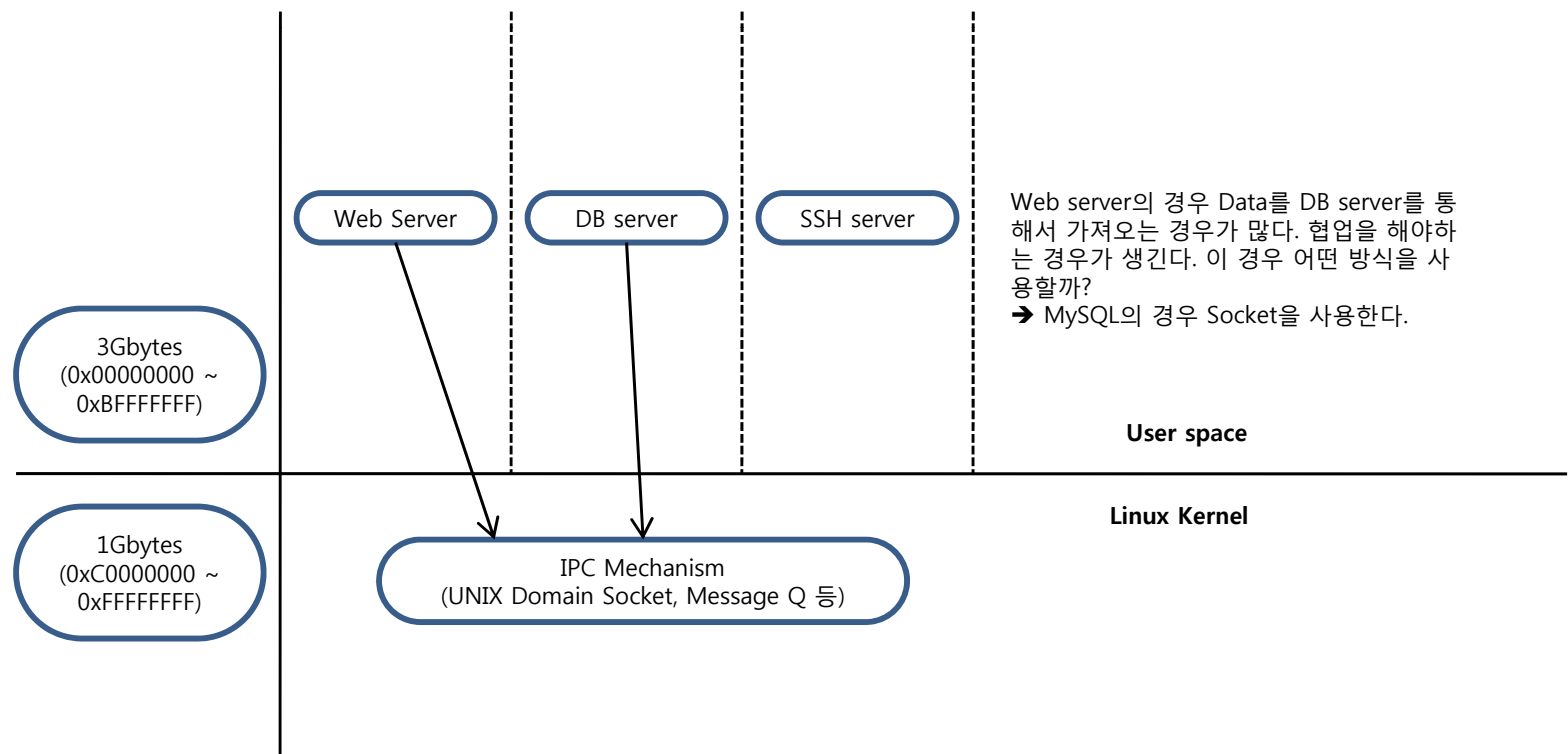 Web Server
DB server
SSH server
Web server의 경우 Data를 DB server를 통
해서 가져오는 경우가 많다. 협업을 해야하
는 경우가 생긴다. 이 경우 어떤 방식을 사
용할까?
➔ MySQL의 경우 Socket을 사용한다.
3Gbytes
(0x00000000 ~
0xBFFFFFFF)
User space
Linux Kernel
1Gbytes
(0xC0000000 ~
0xFFFFFFFF)
IPC Mechanism
(UNIX Domain Socket, Message Q 등)